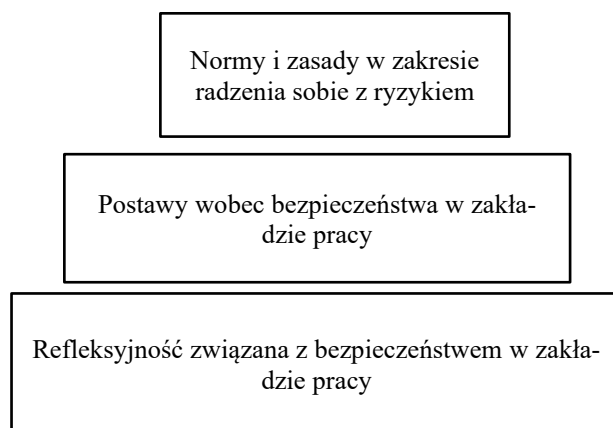 Normy i zasady w zakresie
radzenia sobie z ryzykiem
Postawy wobec bezpieczeństwa w zakła-
dzie pracy
Refleksyjność związana z bezpieczeństwem w zakła-
dzie pracy